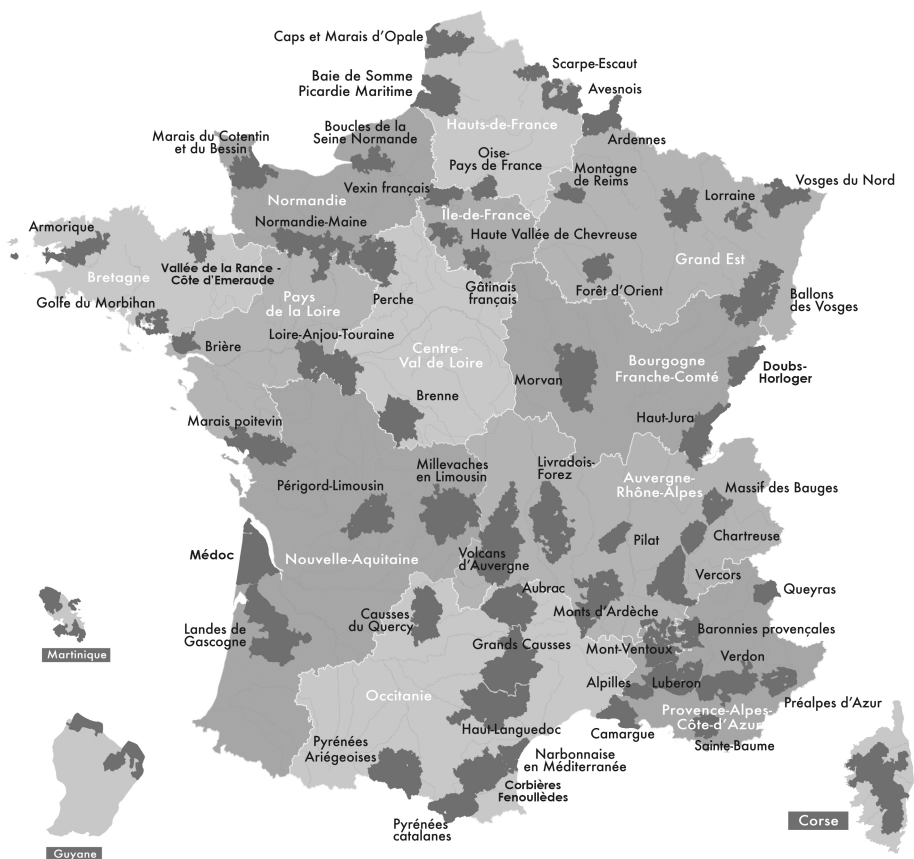 Caps et Marais d'Opale
Scarpe-Escaut
Baie de Somme
Picardie Maritime
Avesnois
Hauts-de-France
Ardennes
Marais du Cotentin
et du Bessin
Boucles de la
Seine Normande
Oise-
Pays de France
Montagne
de Reims
Vexin français
Normandie
Île-de-France
Lorraine
Vosges du Nord
Armorique
Normandie-Maine
Haute Vallée de Chevreuse
Grand Est
Bretagne
Vallée de la Rance -
Côte d'Emeraude
Golfe du Morbihan
Pays
de la Loire
Perche
Gâtinais
français
Forêt d'Orient
Ballons
des Vosges
Brière
Loire-Anjou-Touraine
Centre-
Val de Loire
Morvan
Bourgogne
Franche-Comté
Doubs-
Horloger
Brenne
Haut-Jura
Marais poitevin
Périgord-Limousin
Millevaches
en Limousin
Livradois-
Forez
Auvergne-
Rhône-Alpes
Massif des Bauges
Médoc
Nouvelle-Aquitaine
Volcans
d'Auvergne
Pilat
Chartreuse
Vercors
Queyras
Aubrac
Monts d'Ardèche
Landes de
Gascogne
Causses
du Quercy
Grands Causses
Mont-Ventoux
Baronnies provençales
Verdon
Martinique
Occitanie
Alpilles
Luberon
Préalpes d'Azur
Haut-Languedoc
Camargue
Provence-Alpes-
Côte-d'Azur
Sainte-Baume
Pyrénées
Ariégeoises
Narbonnaise
en Méditerranée
Corbières
Fenoullèdes
Pyrénées
catalanes
Corse
Guyane